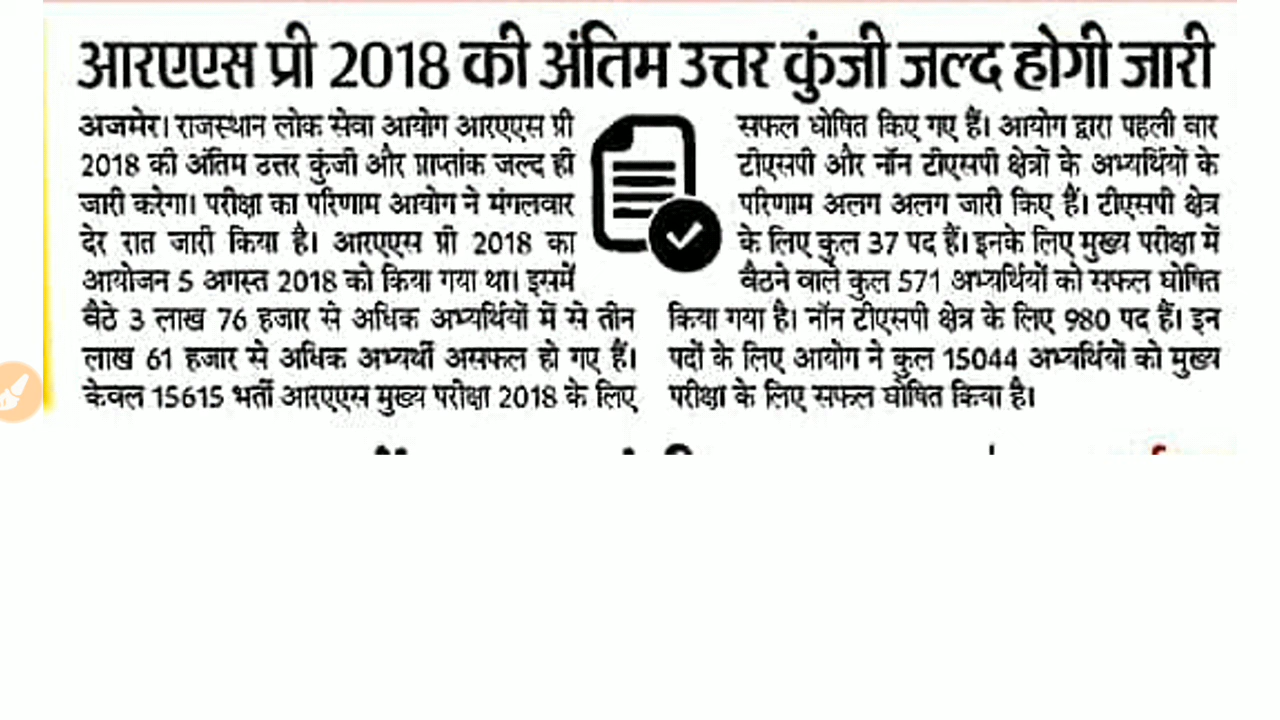 आरएएस प्री 2018 की अंतिम उत्तर कुंजी जल्द होगी जारी
अजमेर। राजस्थान लोक सेवा आयोग आरएएस प्री
2018 की अंतिम उत्तर कुंजी और प्राप्तांक जल्द ही
जारी करेगा। परीक्षा का परिणाम आयोग ने मंगलवार
देर रात जारी किया है। आरएएस प्री 2018 का
आयोजन 5 अगस्त 2018 को किया गया था। इसमें
बैठे 3 लाख 76 हजार से अधिक अभ्यर्थियों में से तीन
लाख 61 हजार से अधिक अभ्यर्थी असफल हो गए हैं।
केवल 15615 भर्ती आरएएस मुख्य परीक्षा 2018 के लिए
सफल घोषित किए गए हैं। आयोग द्वारा पहली बार
टीएसपी और नॉन टीएसपी क्षेत्रों के अभ्यर्थियों के
परिणाम अलग अलग जारी किए हैं। टीएसपी क्षेत्र
के लिए कुल 37 पद हैं। इनके लिए मुख्य परीक्षा में
बैठने वाले कुल 571 अभ्यर्थियों को सफल घोषित
किया गया है। नॉन टीएसपी क्षेत्र के लिए 980 पद हैं। इन
पदों के लिए आयोग ने कुल 15044 अभ्यर्थियों को मुख्य
परीक्षा के लिए सफल घोषित किया है।